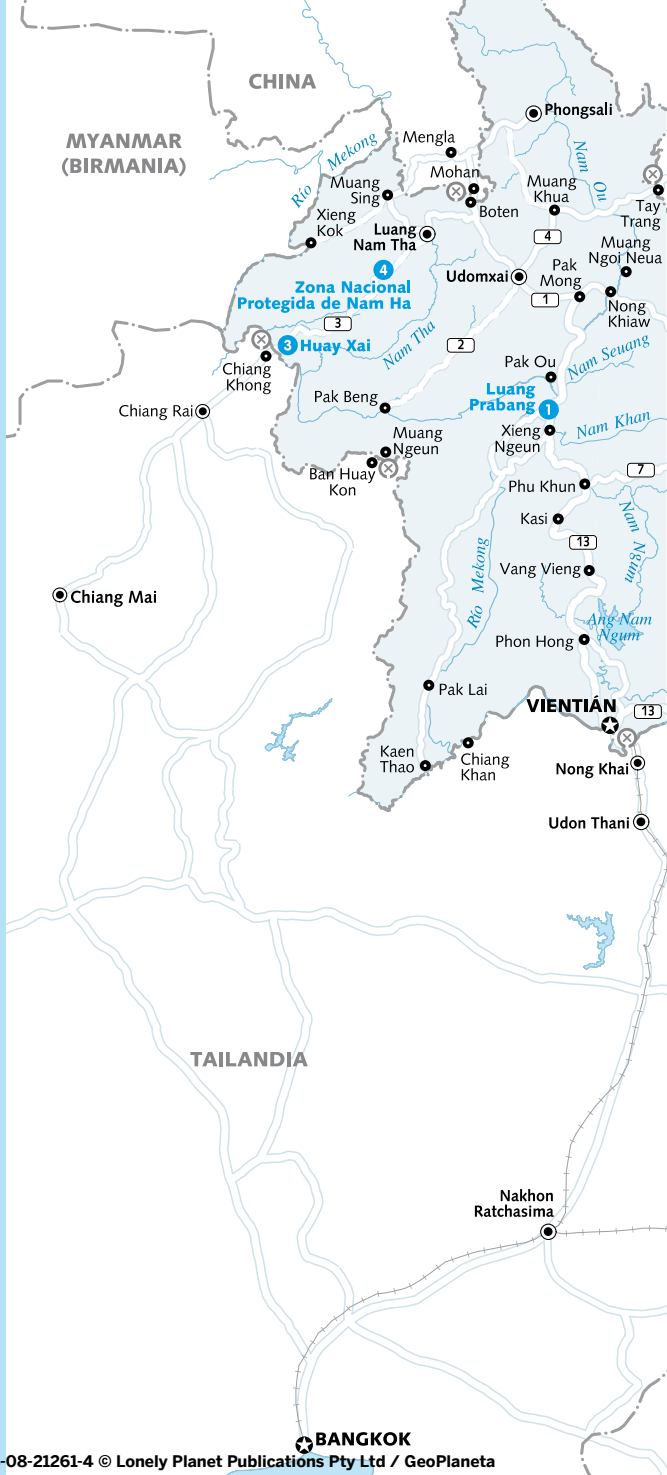 CHINA
MYANMAR
(BIRMANIA)
Phongsali
Mengla
Río Mekong
Nam Ou
Mohan
Muang
Sing
Muang
Khua
Tay
Trang
Boten
Xieng
Kok
Luang
Nam Tha
4
Muang
Ngoi Neua
4
Zona Nacional
Protegida de Nam Ha
Udomxai
Pak
Mong
1
Nong
Khiaw
3
3 Huay Xai
Nam Tha
2
Nam Seuang
Chiang
Khong
Pak Ou
Luang
Prabang 1
Pak Beng
Chiang Rai
Nam Khan
Xieng
Ngeun
Muang
Ngeun
Ban Huay
Kon
7
Phu Khun
Kasi
Nam Ngum
13
Río Mekong
Vang Vieng
Chiang Mai
Ang Nam
Ngum
Phon Hong
Pak Lai
VIENTIÁN
13
Kaen
Thao
Chiang
Khan
Nong Khai
Udon Thani
TAILANDIA
Nakhon
Ratchasima
BANGKOK
-08-21261-4 © Lonely Planet Publications Pty Ltd / GeoPlaneta